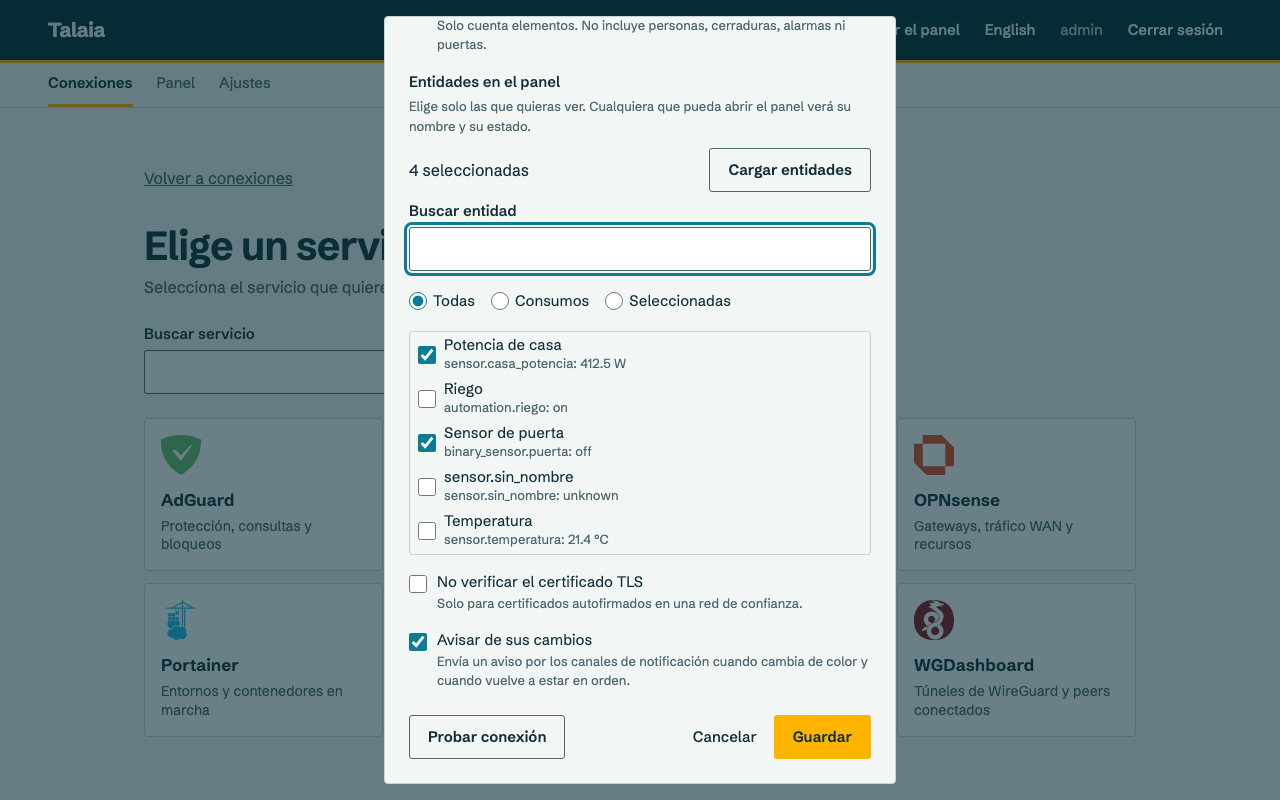 Talaia
r el panel
English
admin
Cerrar sesión
Conexiones
Panel
Ajustes
Volver a conexiones
Elige un servi
Selecciona el servicio que quiere
Buscar servicio
AdGuard
Protección, consultas y
bloqueos
OPNsense
Gateways, tráfico WAN y
recursos
Portainer
Entornos y contenedores en
marcha
WGDashboard
Túneles de WireGuard y peers
conectados
Solo cuenta elementos. No incluye personas, cerraduras, alarmas ni
puertas.
Entidades en el panel
Elige solo las que quieras ver. Cualquiera que pueda abrir el panel verá su
nombre y su estado.
4 seleccionadas
Cargar entidades
Buscar entidad
Todas
Consumos
Seleccionadas
Potencia de casa
sensor.casa_potencia: 412.5 W
Riego
automation.riego: on
Sensor de puerta
binary_sensor.puerta: off
sensor.sin_nombre
sensor.sin_nombre: unknown
Temperatura
sensor.temperatura: 21.4 °C
No verificar el certificado TLS
Solo para certificados autofirmados en una red de confianza.
Avisar de sus cambios
Envía un aviso por los canales de notificación cuando cambia de color y
cuando vuelve a estar en orden.
Probar conexión
Cancelar
Guardar